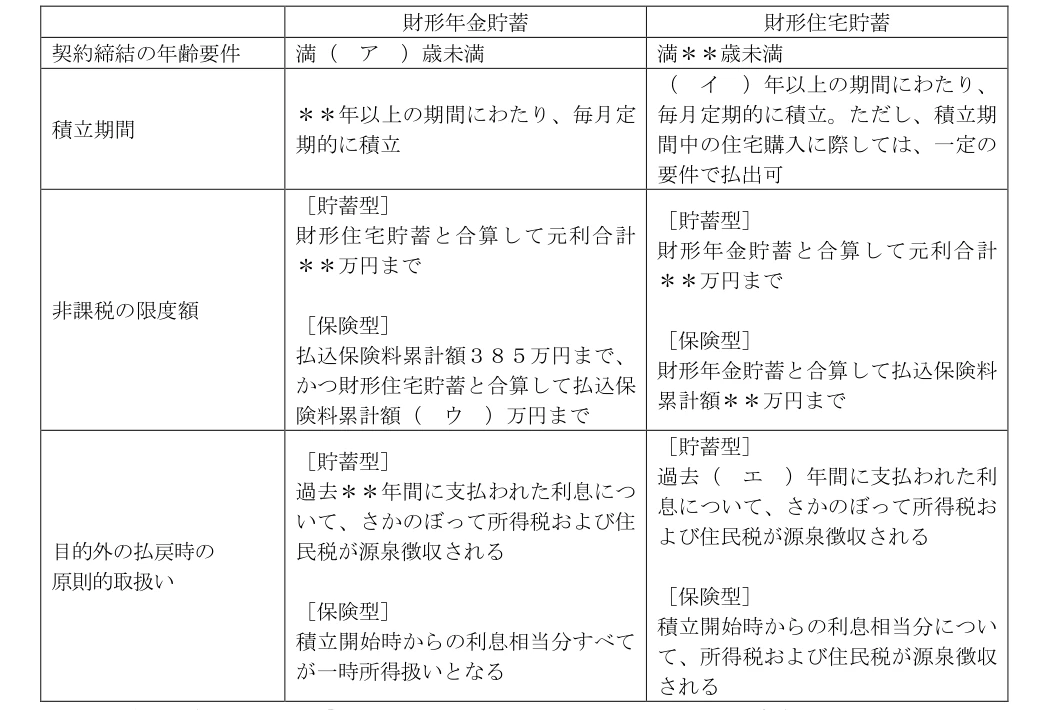 財形年金貯蓄
財形住宅貯蓄
契約締結の年齢要件
満（　ア　）歳未満
満＊＊歳未満
積立期間
＊＊年以上の期間にわたり、毎月定
期的に積立
（　イ　）年以上の期間にわたり、
毎月定期的に積立。ただし、積立期
間中の住宅購入に際しては、一定の
要件で払出可
非課税の限度額
［貯蓄型］
財形住宅貯蓄と合算して元利合計
＊＊万円まで
［保険型］
払込保険料累計額３８５万円まで、
かつ財形住宅貯蓄と合算して払込保
険料累計額（　ウ　）万円まで
［貯蓄型］
財形年金貯蓄と合算して元利合計
＊＊万円まで
［保険型］
財形年金貯蓄と合算して払込保険料
累計額＊＊万円まで
目的外の払戻時の
原則的取扱い
［貯蓄型］
過去＊＊年間に支払われた利息につ
いて、さかのぼって所得税および住
民税が源泉徴収される
［保険型］
積立開始時からの利息相当分すべて
が一時所得扱いとなる
［貯蓄型］
過去（　エ　）年間に支払われた利
息について、さかのぼって所得税お
よび住民税が源泉徴収される
［保険型］
積立開始時からの利息相当分につい
て、所得税および住民税が源泉徴収
される